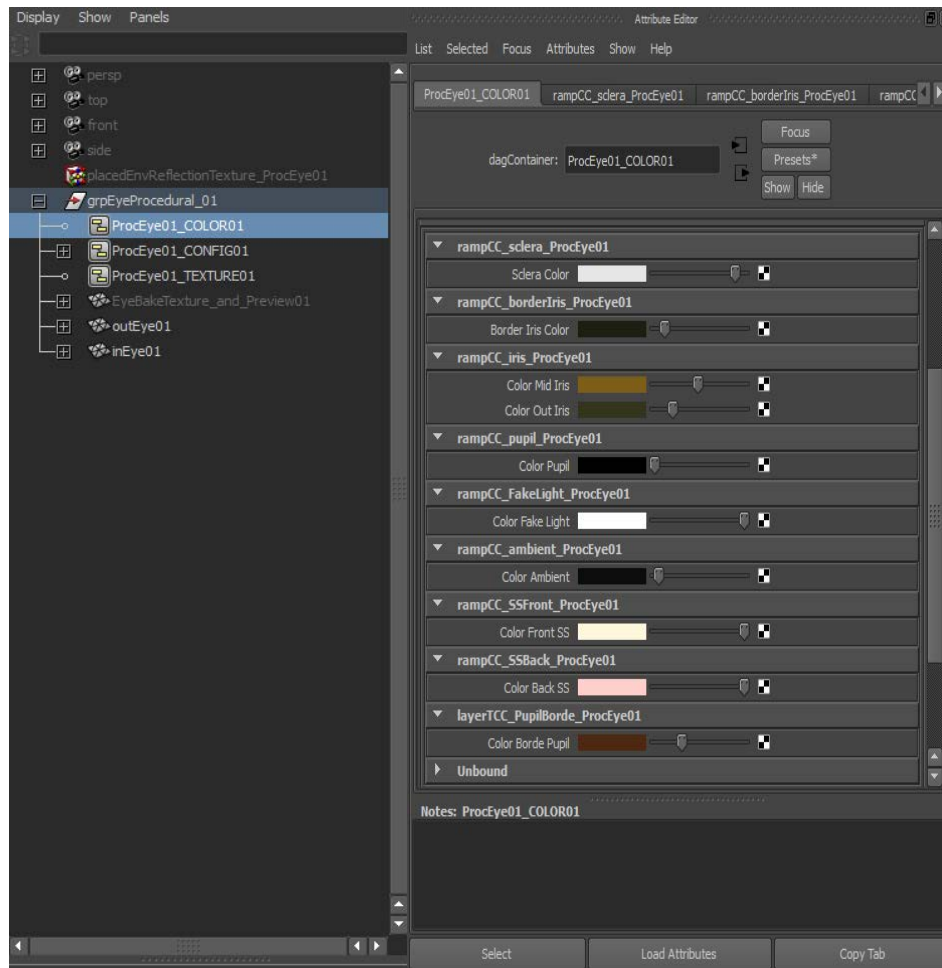 Display Show Panels
persp
top
front
side
placedEnvReflectionTexture_ProcEye01
grpEyeProcedural_01
ProcEye01_COLOR01
ProcEye01_CONFIG01
ProcEye01_TEXTURE01
EyeBakeTexture_and_Preview01
outEye01
inEye01
Attribute Editor
List Selected Focus Attributes Show Help
ProcEye01_COLOR01 rampCC_sclera_ProcEye01 rampCC_borderIris_ProcEye01 rampCC
dagContainer: ProcEye01_COLOR01
Focus
Presets*
Show Hide
rampCC_sclera_ProcEye01
Sclera Color
rampCC_borderIris_ProcEye01
Border Iris Color
rampCC_iris_ProcEye01
Color Mid Iris
Color Out Iris
rampCC_pupil_ProcEye01
Color Pupil
rampCC_FakeLight_ProcEye01
Color Fake Light
rampCC_ambient_ProcEye01
Color Ambient
rampCC_SSFront_ProcEye01
Color Front SS
rampCC_SSBack_ProcEye01
Color Back SS
layerTCC_PupilBorde_ProcEye01
Color Borde Pupil
Unbound
Notes: ProcEye01_COLOR01
Select Load Attributes Copy Tab